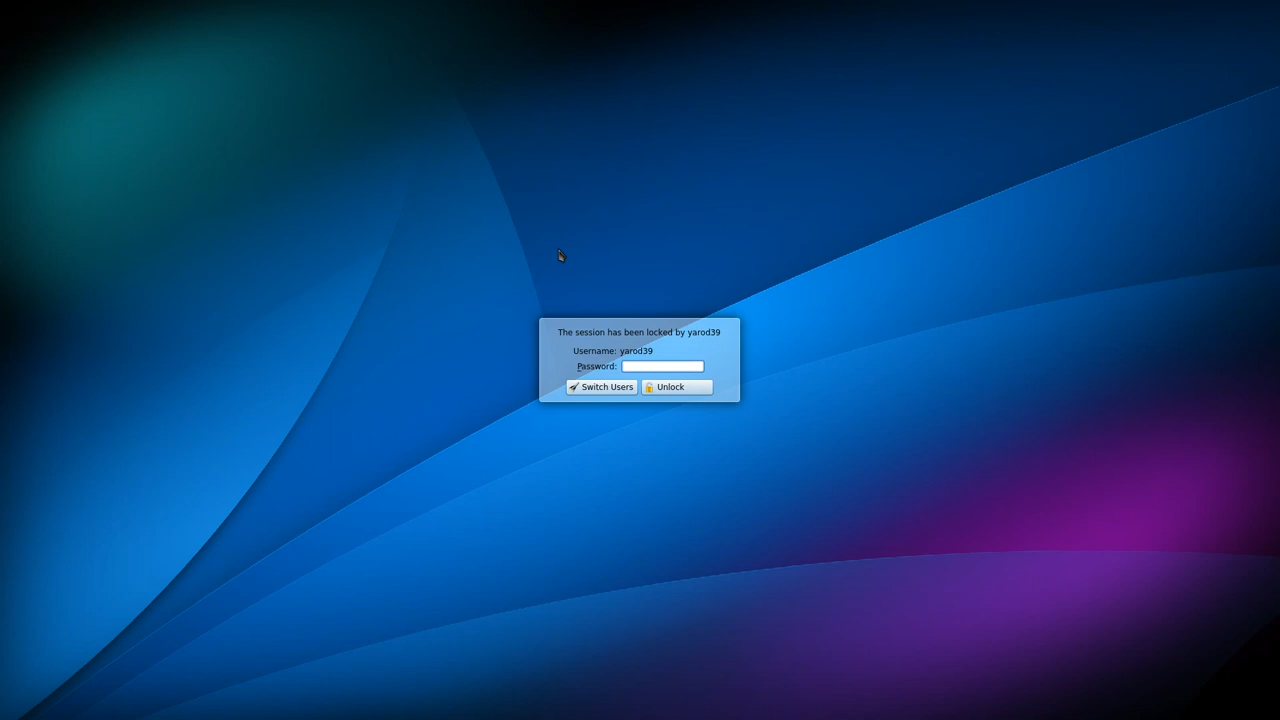 The session has been locked by yarod39
Username: yarod39
Password:
Switch Users Unlock